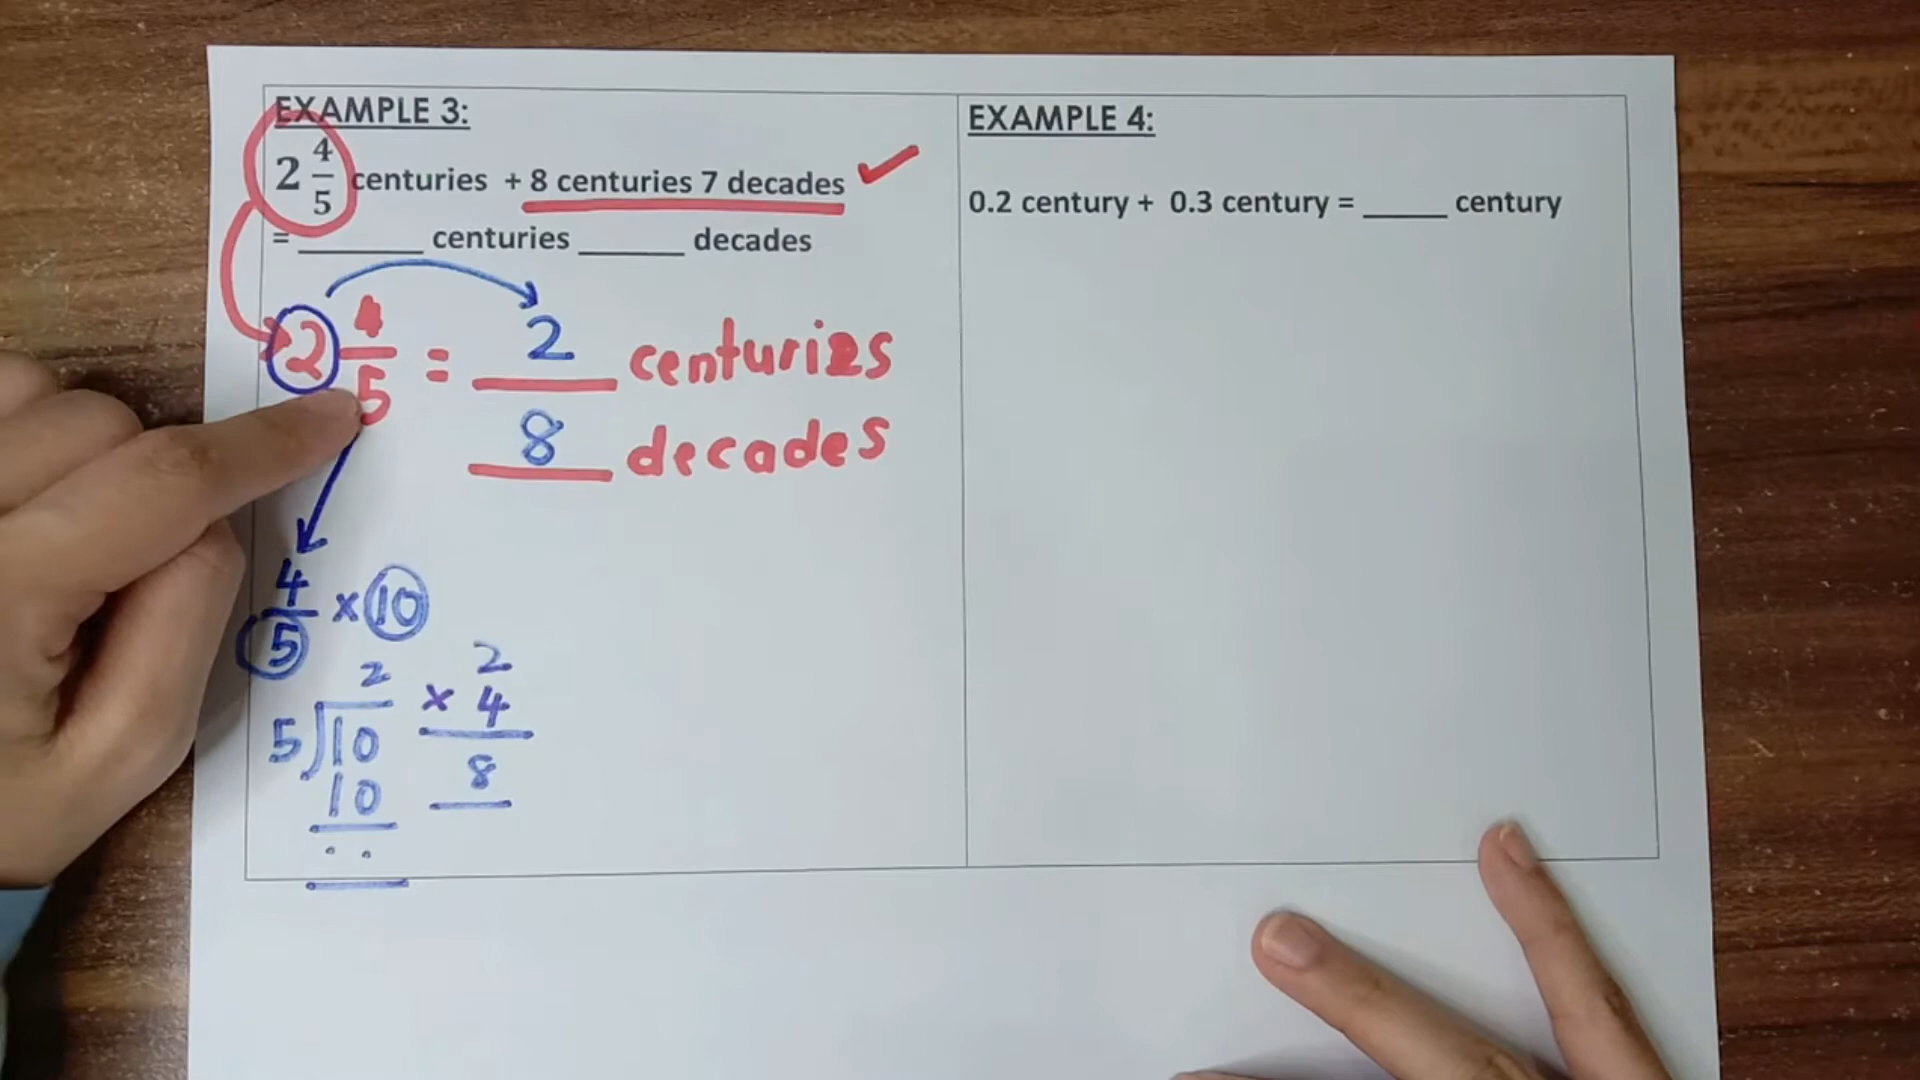 EXAMPLE 3:
2 4/5 centuries + 8 centuries 7 decades ✓
= ______ centuries ______ decades
2 4/5 = 2 centuries
8 decades
4/5 x 10
2
5)10
10
. .
2
x 4
8
EXAMPLE 4:
0.2 century + 0.3 century = _____ century